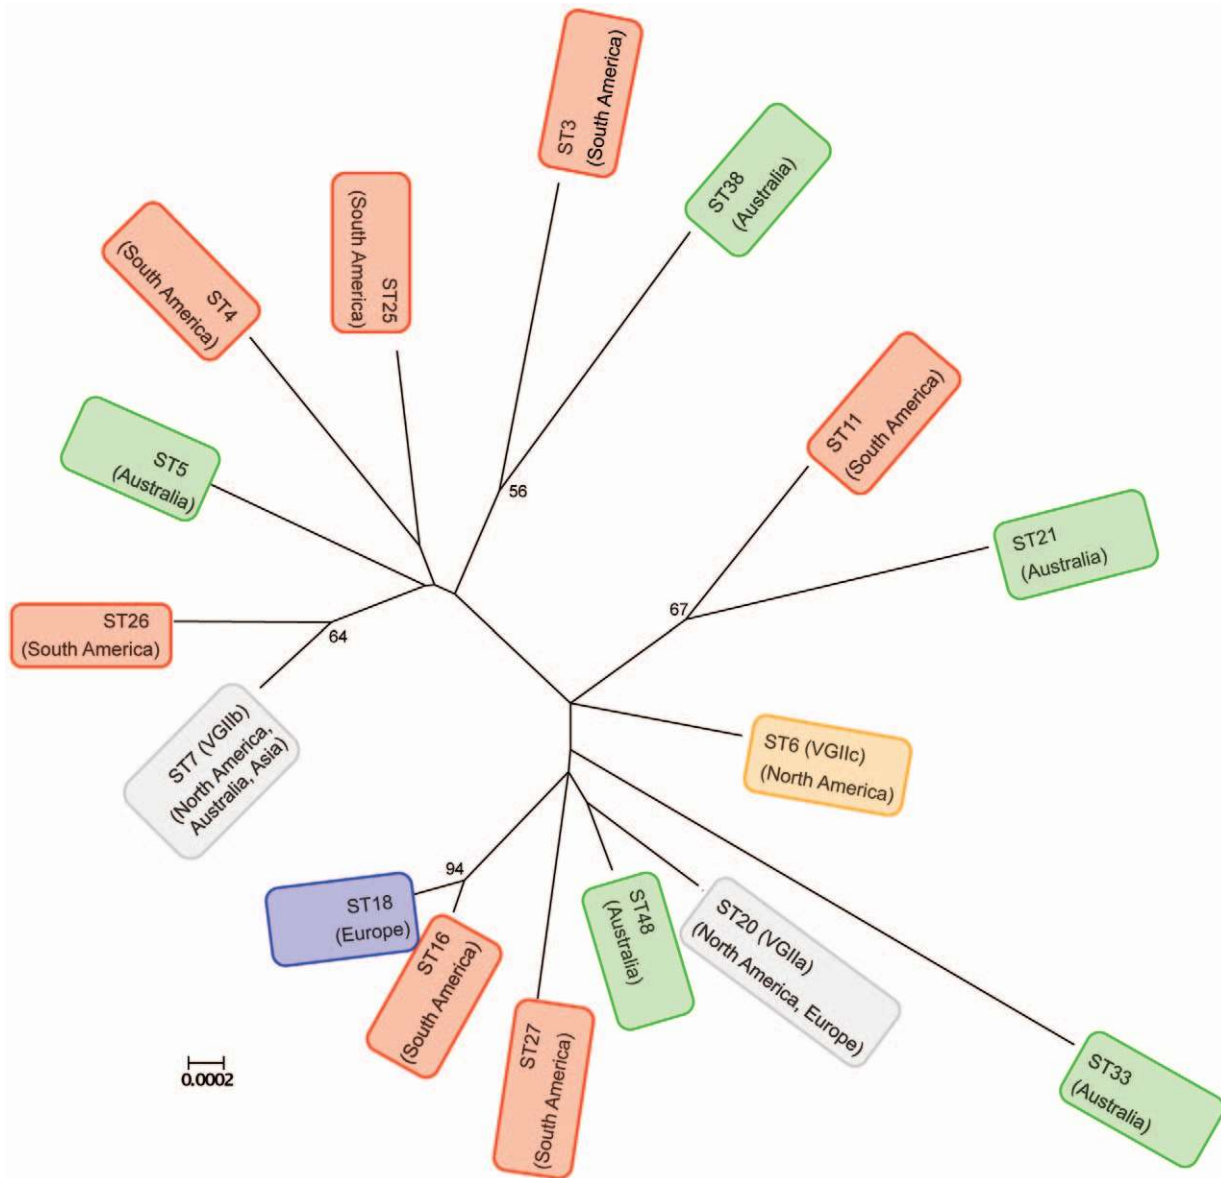 ST3
(South America)
ST38
(Australia)
ST25
(South America)
ST4
(South America)
ST11
(South America)
ST5
(Australia)
56
ST21
(Australia)
67
ST26
(South America)
64
ST7 (VGIIb)
(North America,
Australia, Asia)
ST6 (VGIIc)
(North America)
94
ST18
(Europe)
ST16
(South America)
ST48
(Australia)
ST20 (VGIIa)
(North America, Europe)
ST27
(South America)
ST33
(Australia)
0.0002